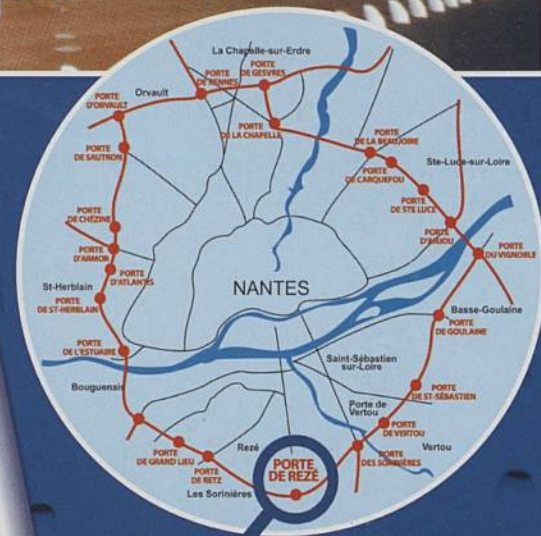 La Chapelle-sur-Erdre
PORTE
DE GESVRES
PORTE
DE RENNES
Orvault
PORTE
D'ORVAULT
PORTE
DE LA CHAPELLE
PORTE
DE LA BEAUJOIRE
PORTE
DE SAUTRON
Ste-Luce-sur-Loire
PORTE
DE CARQUEFOU
PORTE
DE STE LUCE
PORTE
DE CHÉZINE
PORTE
D'ANJOU
PORTE
D'ARMOR
PORTE
DU VIGNOBLE
PORTE
D'ATLANTIS
St-Herblain
NANTES
PORTE
DE ST-HERBLAIN
Basse-Goulaine
PORTE
DE GOULAINE
PORTE
DE L'ESTUAIRE
Saint-Sébastien
sur-Loire
Bouguenais
PORTE
DE ST-SÉBASTIEN
Porte de
Vertou
PORTE
DE VERTOU
Rezé
Vertou
PORTE
DE GRAND LIEU
PORTE
DE REZÉ
PORTE
DES SORINIÈRES
PORTE
DE RETZ
Les Sorinières